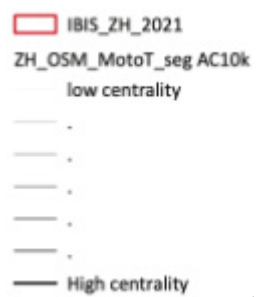 IBIS_ZH_2021
ZH_OSM_MotoT_seg AC10k
low centrality
.
.
.
.
.
High centrality